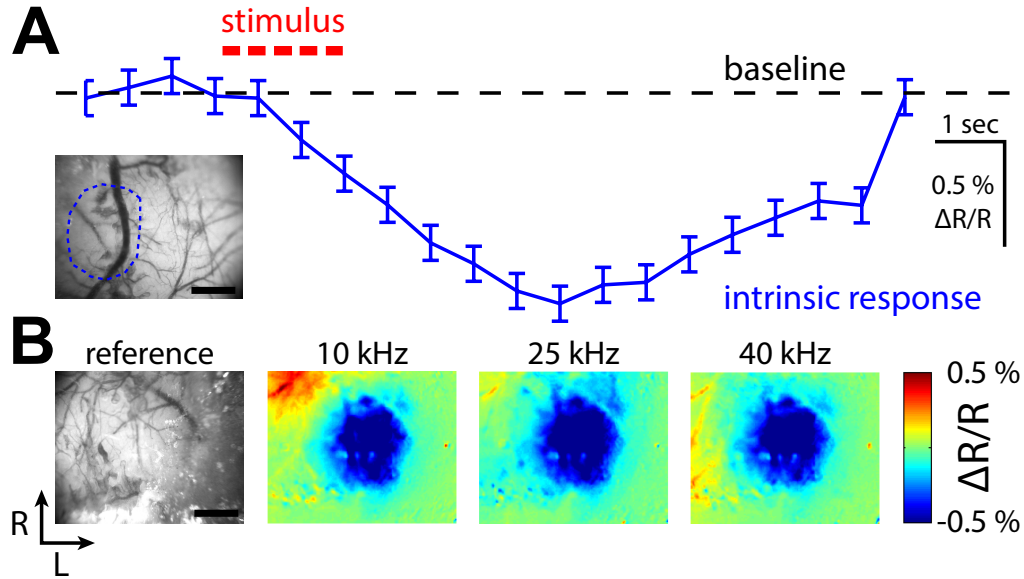 A
stimulus
baseline
1 sec
0.5 %
ΔR/R
intrinsic response
B
reference
10 kHz
25 kHz
40 kHz
0.5 %
ΔR/R
-0.5 %
R
L